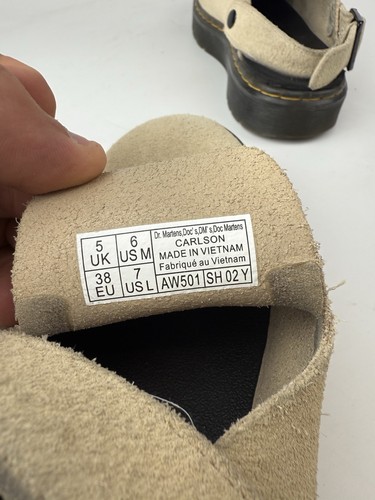 5 UK
6 US M
38 EU
7 US L
Dr. Martens,Doc's,DM's,Doc Martens
CARLSON
MADE IN VIETNAM
Fabriqué au Vietnam
AW501 SH 02 Y